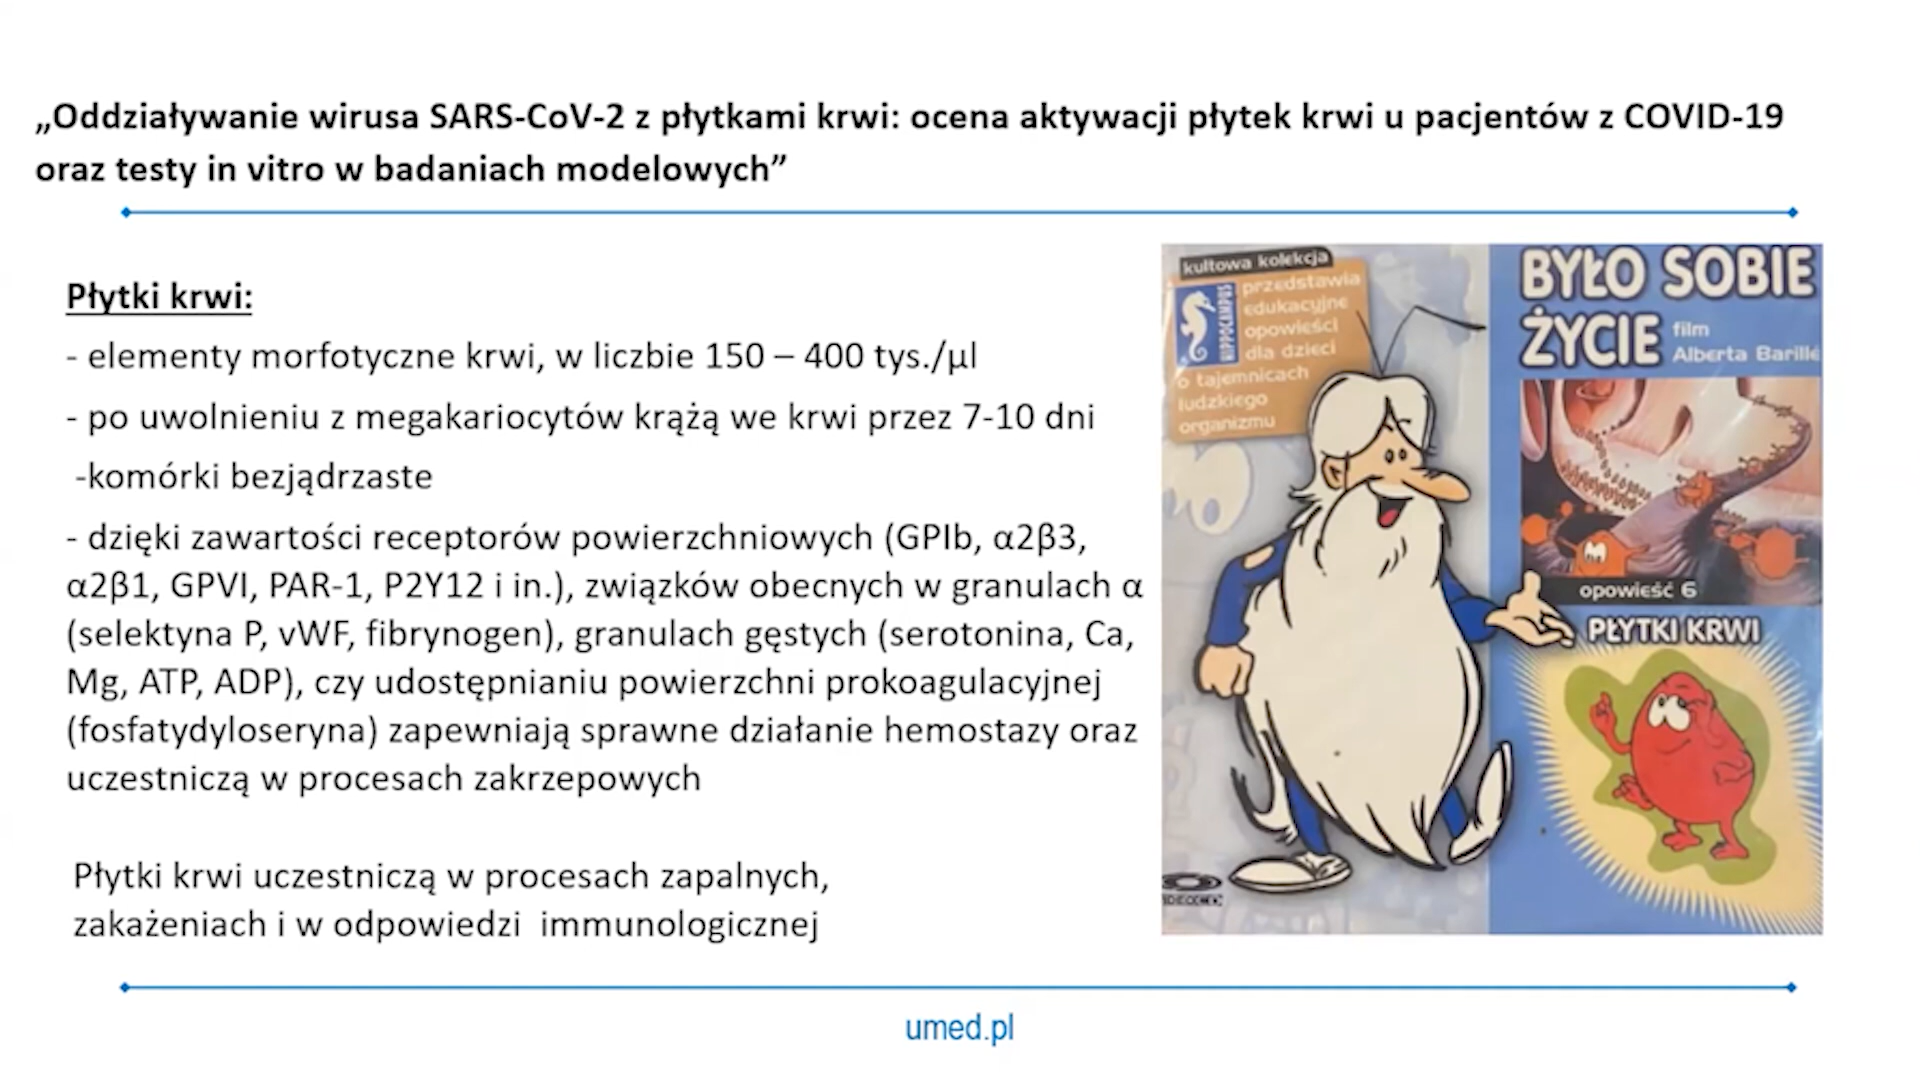 „Oddziaływanie wirusa SARS-CoV-2 z płytkami krwi: ocena aktywacji płytek krwi u pacjentów z COVID-19
oraz testy in vitro w badaniach modelowych”
Płytki krwi:
- elementy morfotyczne krwi, w liczbie 150 – 400 tys./µl
- po uwolnieniu z megakariocytów krążą we krwi przez 7-10 dni
-komórki bezjądrzaste
- dzięki zawartości receptorów powierzchniowych (GPIb, α2β3,
α2β1, GPVI, PAR-1, P2Y12 i in.), związków obecnych w granulach α
(selektyna P, vWF, fibrynogen), granulach gęstych (serotonina, Ca,
Mg, ATP, ADP), czy udostępnianiu powierzchni prokoagulacyjnej
(fosfatydyloseryna) zapewniają sprawne działanie hemostazy oraz
uczestniczą w procesach zakrzepowych
Płytki krwi uczestniczą w procesach zapalnych,
zakażeniach i w odpowiedzi immunologicznej
kultowa kolekcja
HIPPOCAMPUS
przedstawia
edukacyjne
opowieści
dla dzieci
o tajemnicach
ludzkiego
organizmu
BYŁO SOBIE
ŻYCIE
film
Alberta Barillé
opowieść 6
PŁYTKI KRWI
umed.pl